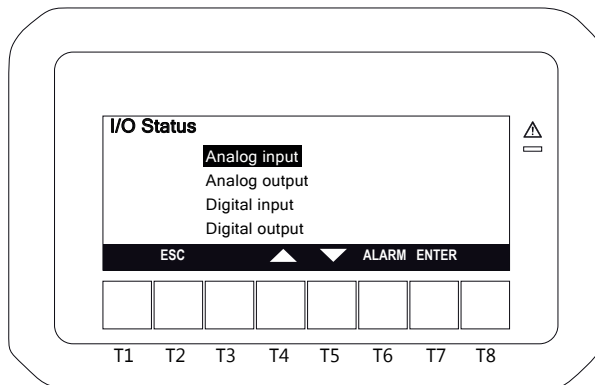 I/O Status
Analog input
Analog output
Digital input
Digital output
ESC ALARM ENTER
T1 T2 T3 T4 T5 T6 T7 T8